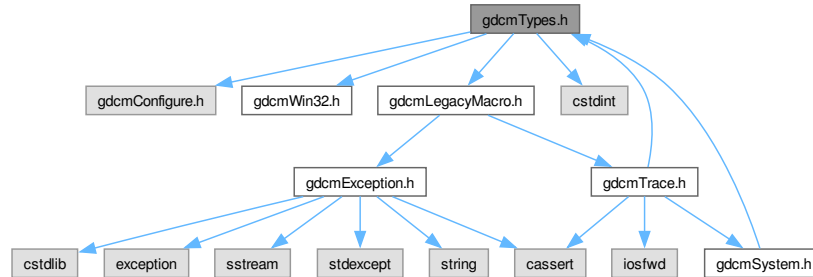 gdcmTypes.h
gdcmConfigure.h
gdcmWin32.h
gdcmLegacyMacro.h
cstdint
gdcmException.h
gdcmTrace.h
cstdlib
exception
sstream
stdexcept
string
cassert
iosfwd
gdcmSystem.h